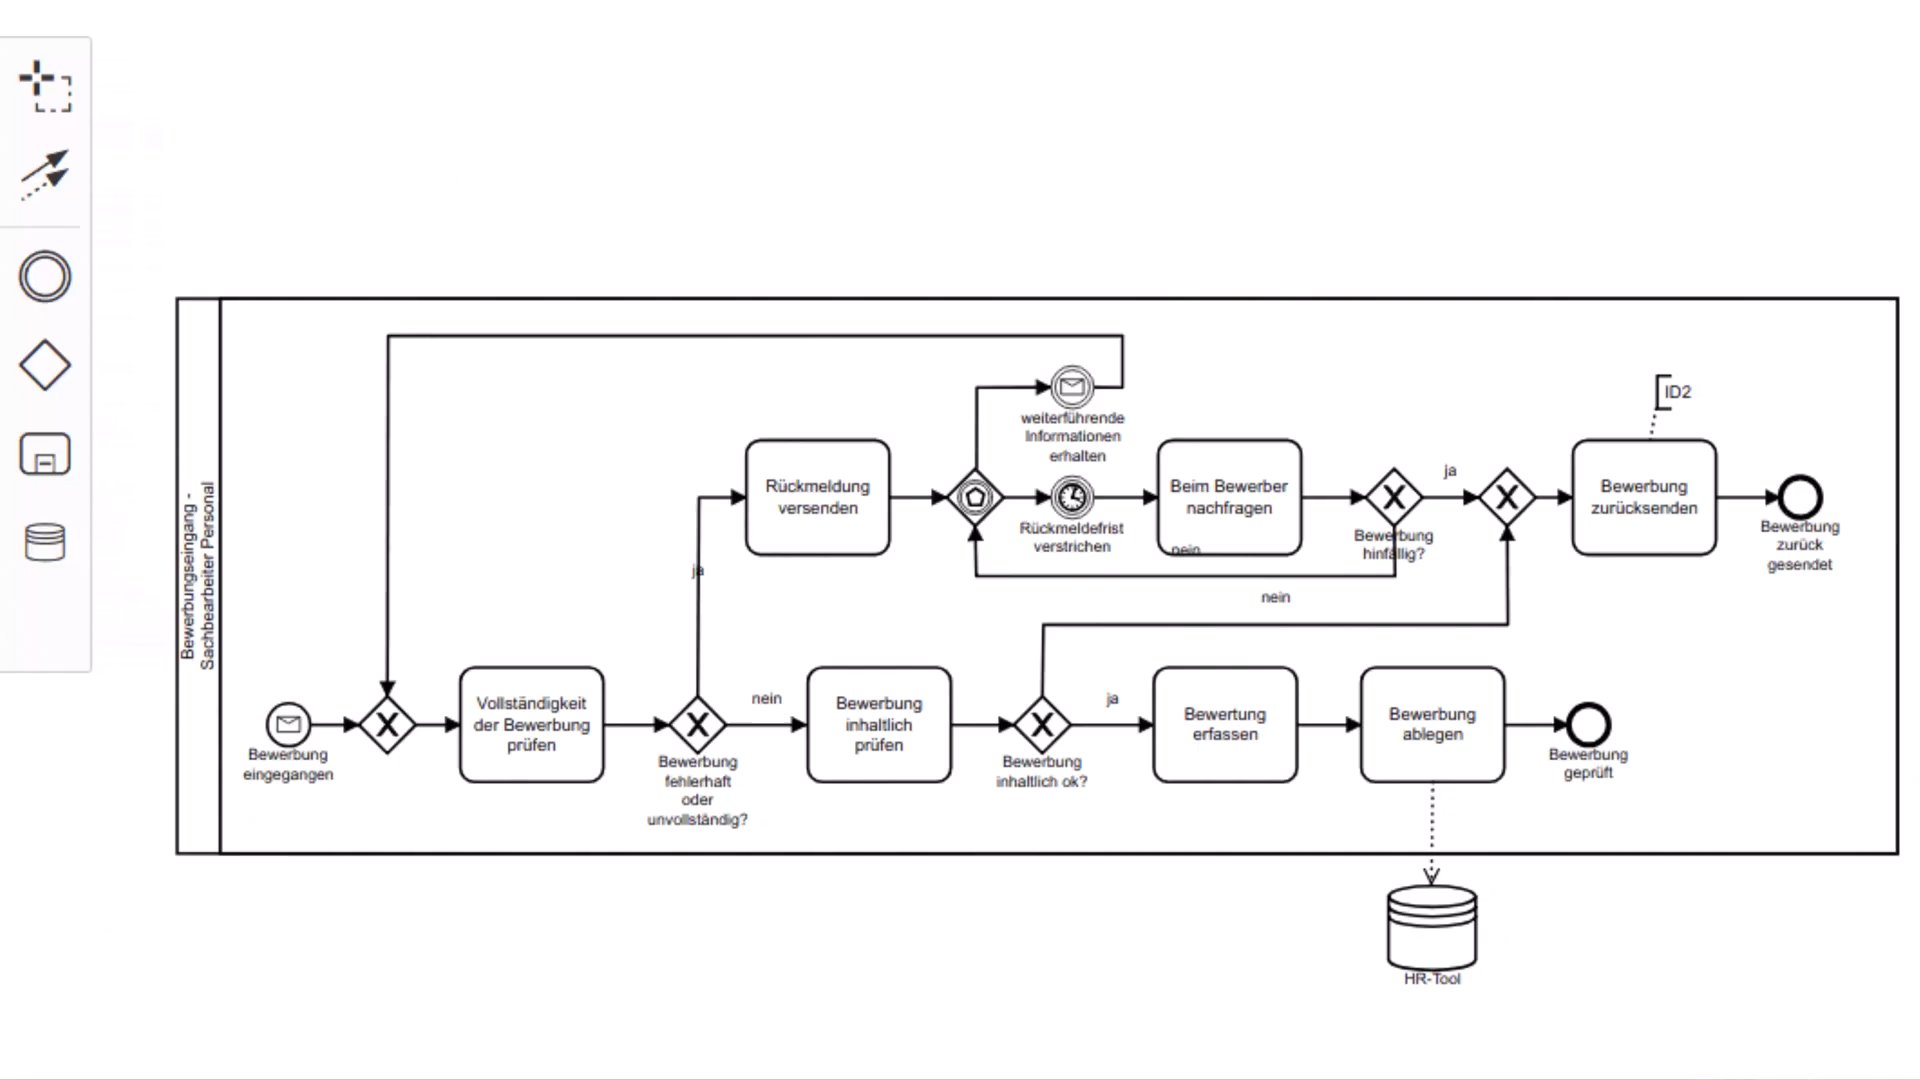 Bewerbungseingang -
Sachbearbeiter Personal
ID2
weiterführende
Informationen
erhalten
Rückmeldung
versenden
Rückmeldefrist
verstrichen
Beim Bewerber
nachfragen
nein
Bewerbung
hinfällig?
ja
Bewerbung
zurücksenden
Bewerbung
zurück
gesendet
ja
nein
Bewerbung
eingegangen
Vollständigkeit
der Bewerbung
prüfen
Bewerbung
fehlerhaft
oder
unvollständig?
nein
Bewerbung
inhaltlich
prüfen
Bewerbung
inhaltlich ok?
ja
Bewertung
erfassen
Bewerbung
ablegen
Bewerbung
geprüft
HR-Tool